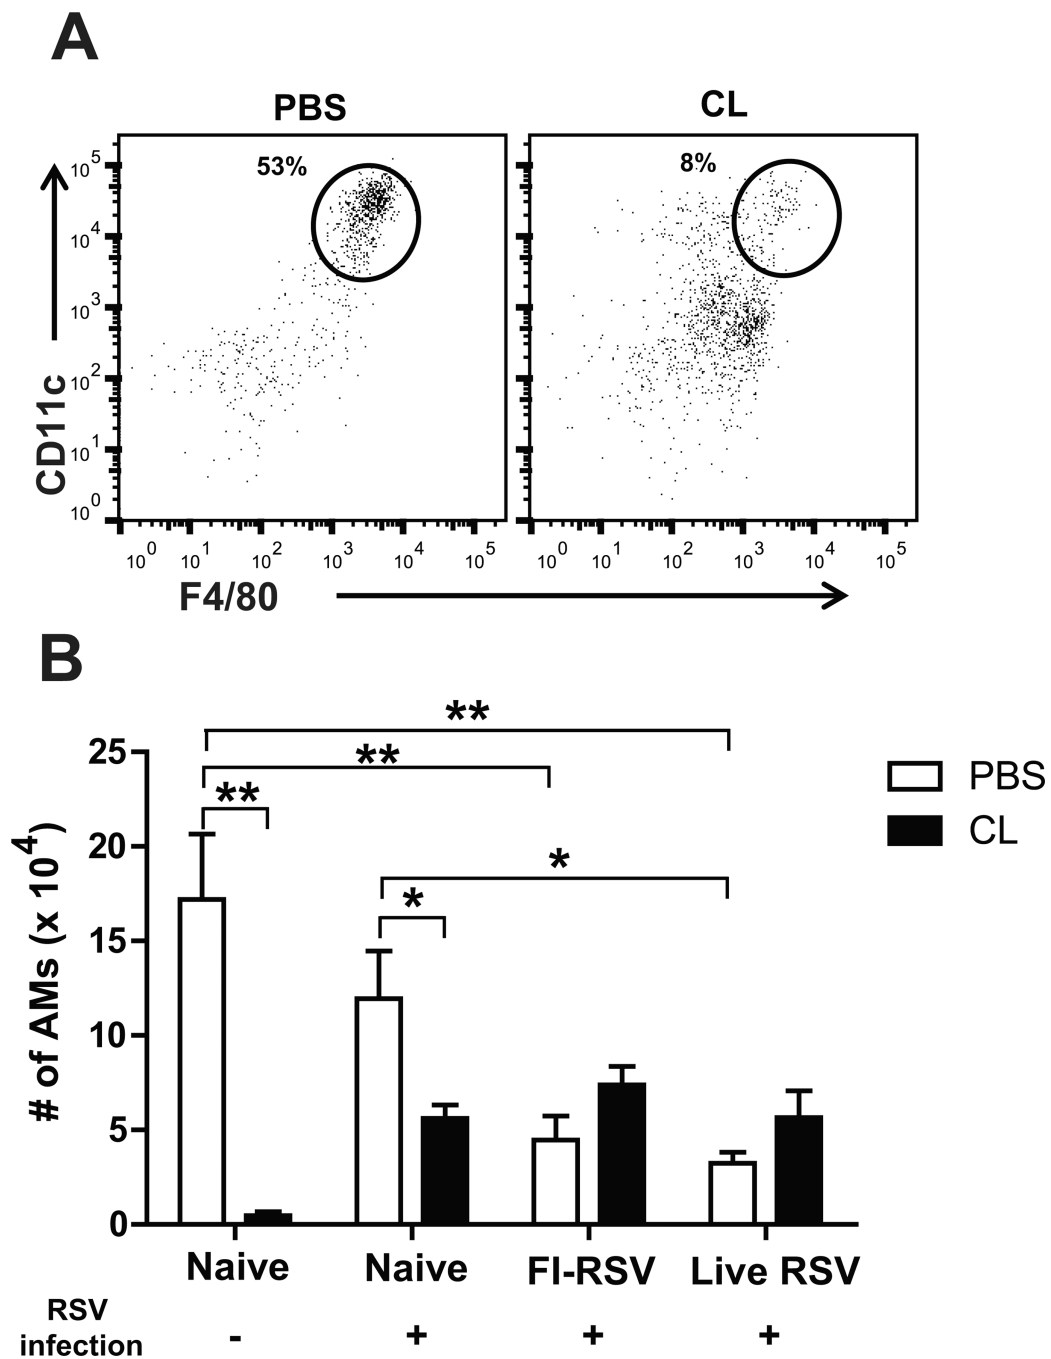 A
PBS
CL
53%
8%
10^5
10^4
10^3
10^2
10^1
10^0
CD11c
10^0 10^1 10^2 10^3 10^4 10^5
10^0 10^1 10^2 10^3 10^4 10^5
F4/80
B
**
**
**
*
*
PBS
CL
# of AMs (x 10^4)
25
20
15
10
5
0
Naive Naive FI-RSV Live RSV
RSV
infection - + + +